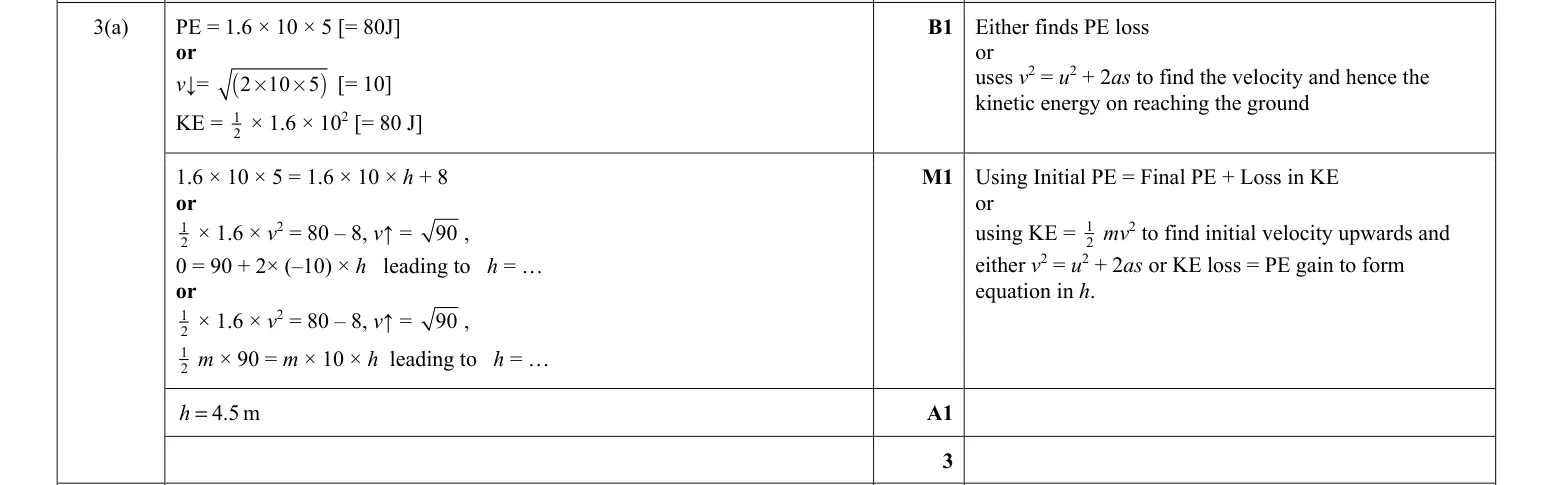 3(a)
PE = 1.6 × 10 × 5 [= 80J]
or
v↓= √(2×10×5) [= 10]
KE = 1/2 × 1.6 × 10² [= 80 J]
B1
Either finds PE loss
or
uses v² = u² + 2as to find the velocity and hence the
kinetic energy on reaching the ground
1.6 × 10 × 5 = 1.6 × 10 × h + 8
or
1/2 × 1.6 × v² = 80 – 8, v↑ = √90 ,
0 = 90 + 2× (–10) × h leading to h = …
or
1/2 × 1.6 × v² = 80 – 8, v↑ = √90 ,
1/2 m × 90 = m × 10 × h leading to h = …
M1
Using Initial PE = Final PE + Loss in KE
or
using KE = 1/2 mv² to find initial velocity upwards and
either v² = u² + 2as or KE loss = PE gain to form
equation in h.
h = 4.5 m
A1
3